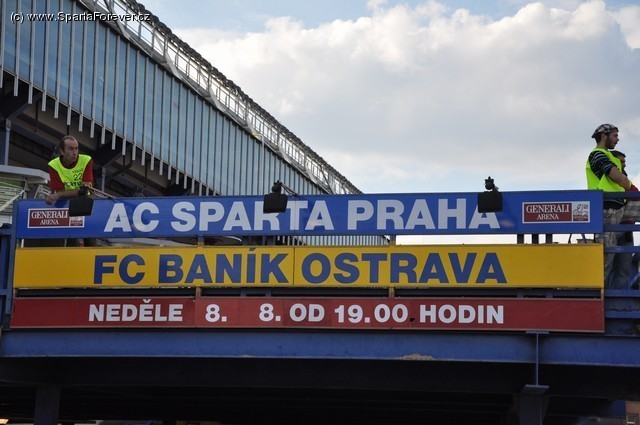 (c) www.SpartaForever.cz
22
GENERALI
ARENA
AC SPARTA PRAHA
GENERALI
ARENA
FC BANÍK OSTRAVA
NEDĚLE 8. 8. OD 19.00 HODIN